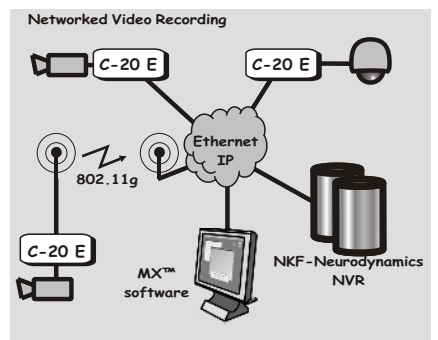 Networked Video Recording
C-20 E
C-20 E
Ethernet
IP
802.11g
C-20 E
MX™
software
NKF-Neurodynamics
NVR